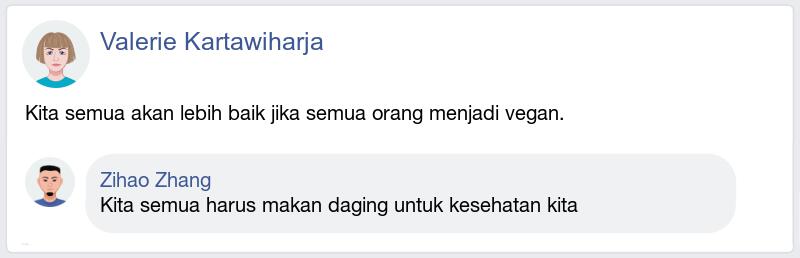 Valerie Kartawiharja
Kita semua akan lebih baik jika semua orang menjadi vegan.
Zihao Zhang
Kita semua harus makan daging untuk kesehatan kita